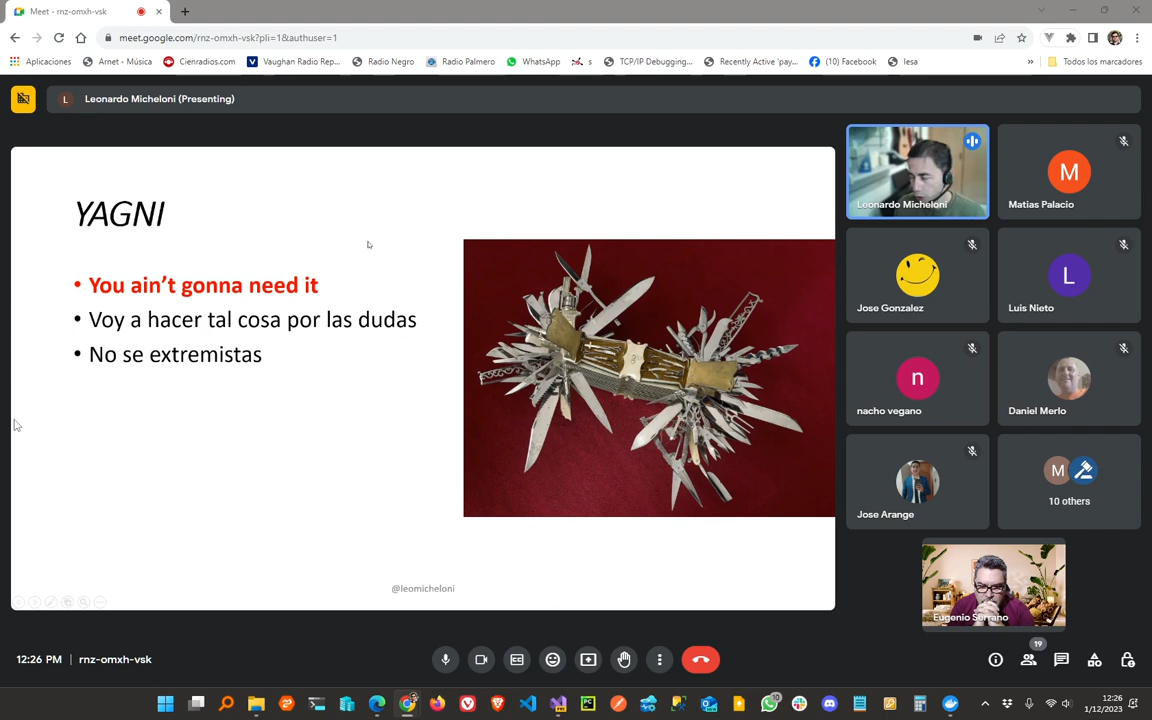 Meet - rnz-omxh-vsk
meet.google.com/rnz-omxh-vsk?pli=1&authuser=1
Aplicaciones
Arnet - Música
Cienradios.com
Vaughan Radio Rep...
Radio Negro
Radio Palmero
WhatsApp
s
TCP/IP Debugging...
Recently Active 'pay...
(10) Facebook
lesa
»
Todos los marcadores
L
Leonardo Micheloni (Presenting)
YAGNI
• You ain't gonna need it
• Voy a hacer tal cosa por las dudas
• No se extremistas
@leomicheloni
Leonardo Micheloni
M
Matias Palacio
Jose Gonzalez
L
Luis Nieto
n
nacho vegano
Daniel Merlo
Jose Arange
M
10 others
Eugenio Serrano
12:26 PM | rnz-omxh-vsk
19
10
12:26
1/12/2023